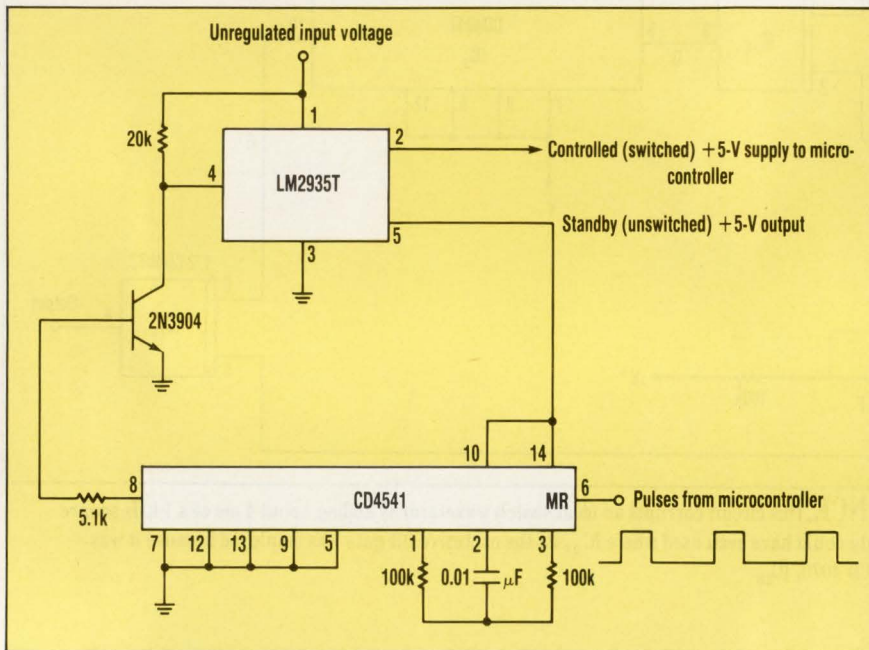 Unregulated input voltage
1
20k
2
Controlled (switched) +5-V supply to micro-
controller
4
LM2935T
5
Standby (unswitched) +5-V output
3
2N3904
10
14
8
CD4541
MR
6
Pulses from microcontroller
5.1k
7
12
13
9
5
1
2
3
100k
0.01
µF
100k